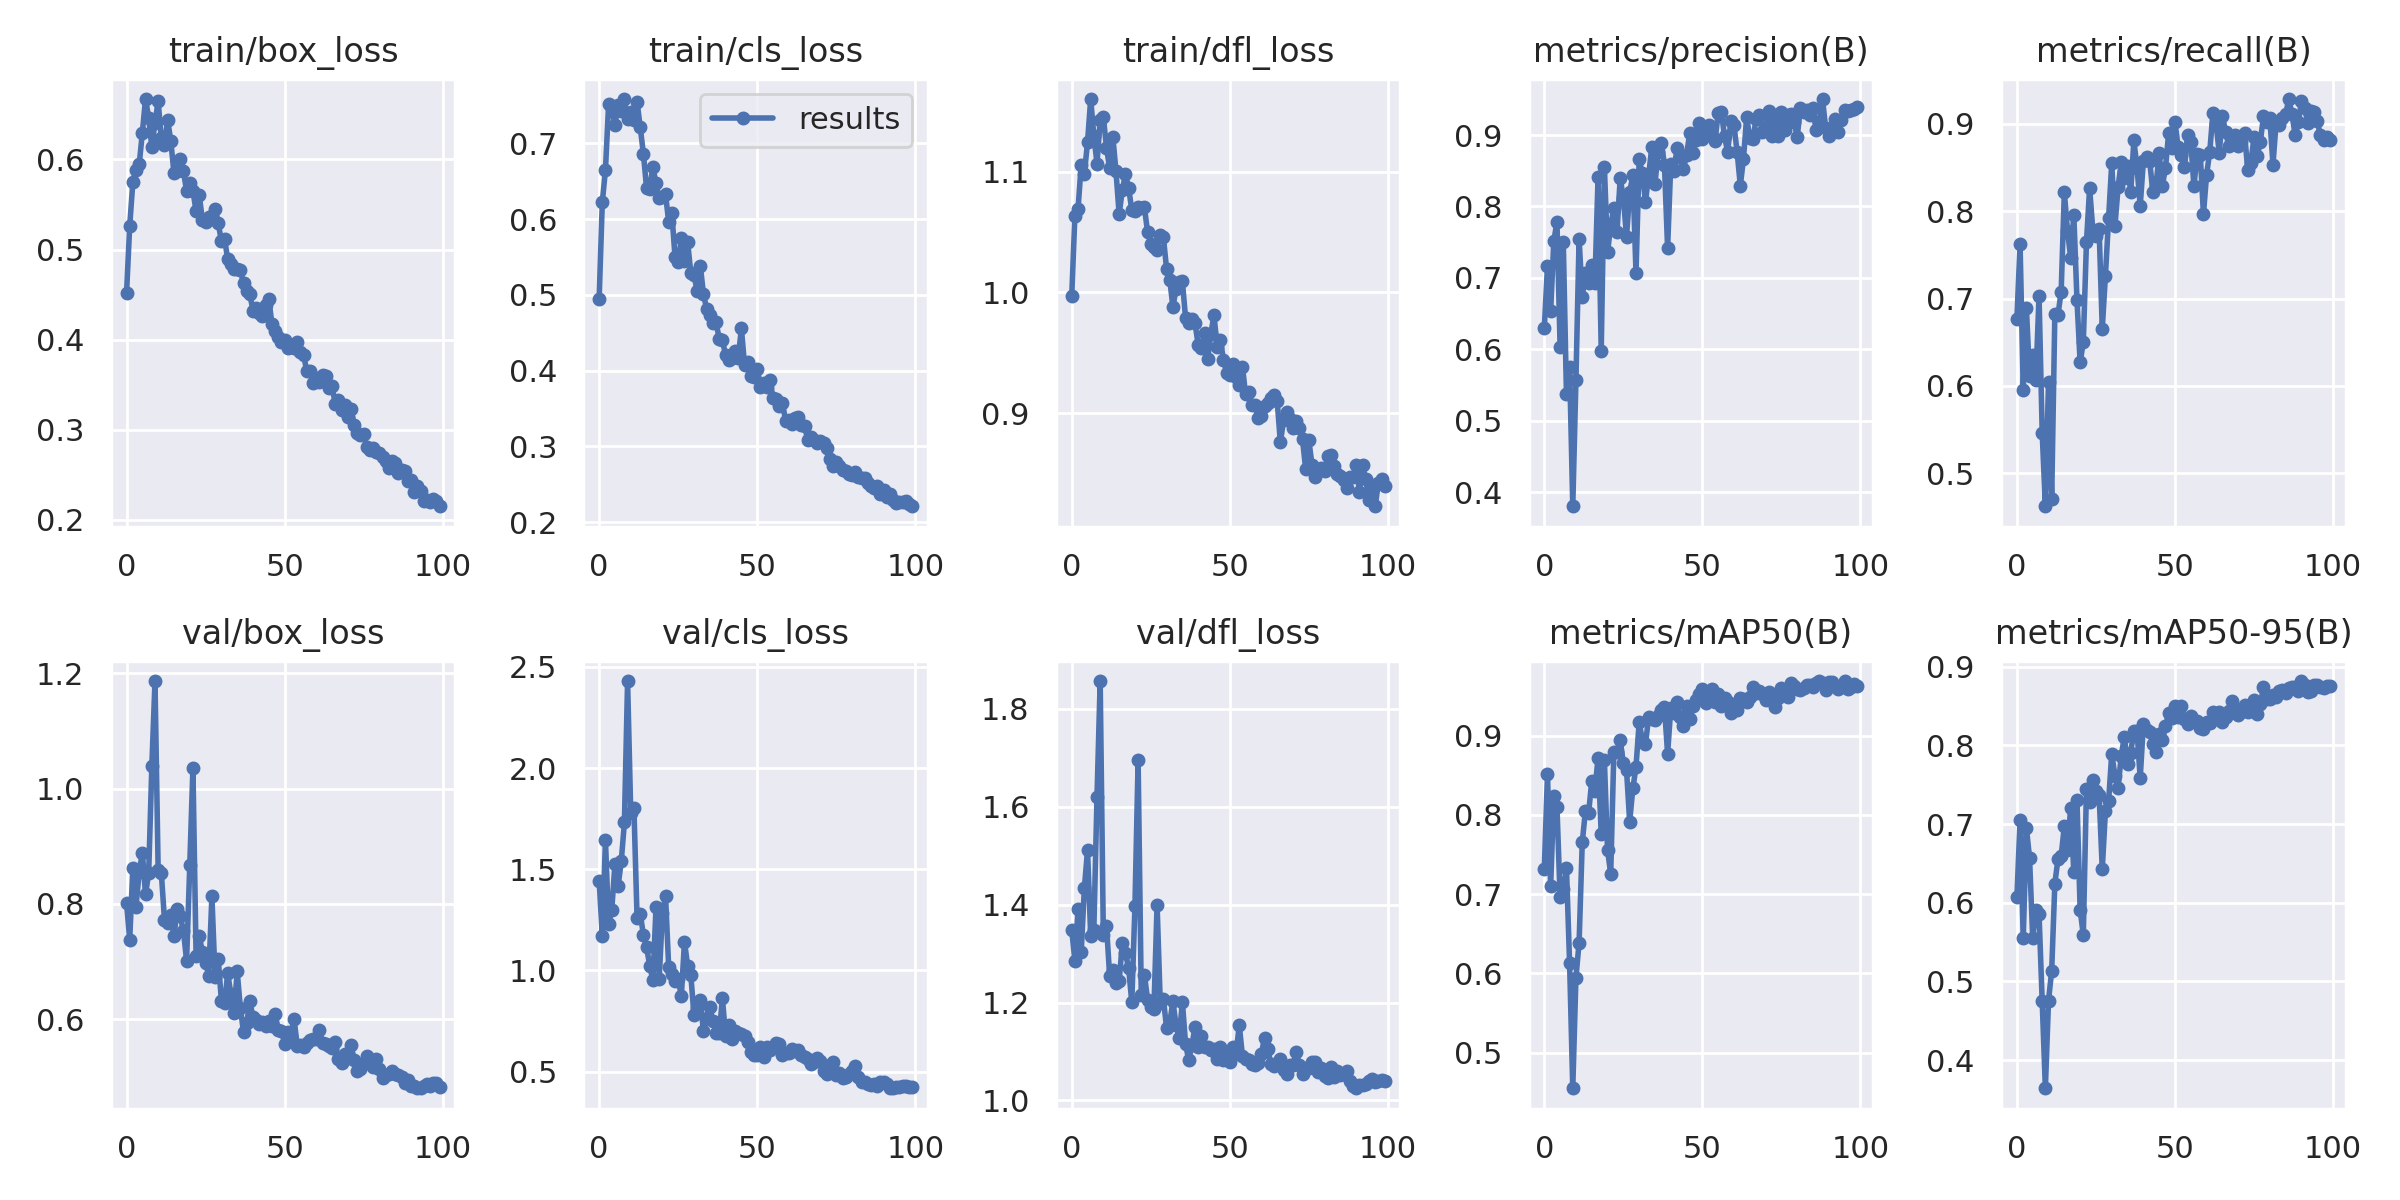 train/box_loss
train/cls_loss
train/dfl_loss
metrics/precision(B)
metrics/recall(B)
results
0.6
0.5
0.4
0.3
0.2
0 50 100
0.7
0.6
0.5
0.4
0.3
0.2
0 50 100
1.1
1.0
0.9
0 50 100
0.9
0.8
0.7
0.6
0.5
0.4
0 50 100
0.9
0.8
0.7
0.6
0.5
0 50 100
val/box_loss
val/cls_loss
val/dfl_loss
metrics/mAP50(B)
metrics/mAP50-95(B)
1.2
1.0
0.8
0.6
0 50 100
2.5
2.0
1.5
1.0
0.5
0 50 100
1.8
1.6
1.4
1.2
1.0
0 50 100
0.9
0.8
0.7
0.6
0.5
0 50 100
0.9
0.8
0.7
0.6
0.5
0.4
0 50 100